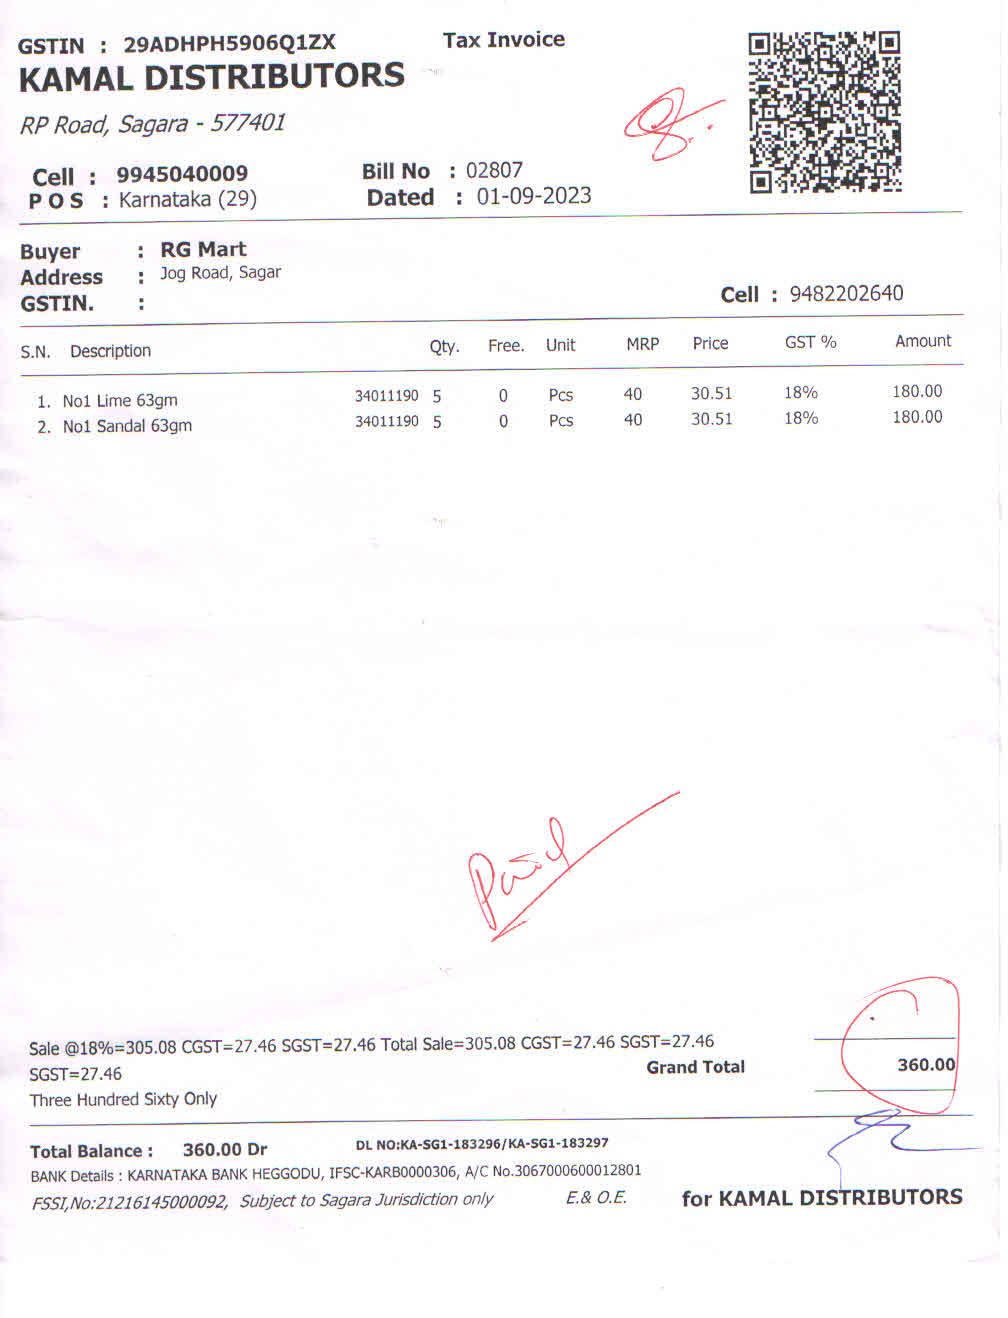 GSTIN : 29ADHPH5906Q1ZX Tax Invoice
KAMAL DISTRIBUTORS
RP Road, Sagara - 577401
Cell : 9945040009 Bill No : 02807
P O S : Karnataka (29) Dated : 01-09-2023
Buyer : RG Mart
Address : Jog Road, Sagar
GSTIN. : Cell : 9482202640
S.N. Description Qty. Free. Unit MRP Price GST % Amount
1. No1 Lime 63gm 34011190 5 0 Pcs 40 30.51 18% 180.00
2. No1 Sandal 63gm 34011190 5 0 Pcs 40 30.51 18% 180.00
Paid
Sale @18%=305.08 CGST=27.46 SGST=27.46 Total Sale=305.08 CGST=27.46 SGST=27.46
SGST=27.46 Grand Total 360.00
Three Hundred Sixty Only
Total Balance : 360.00 Dr DL NO:KA-SG1-183296/KA-SG1-183297
BANK Details : KARNATAKA BANK HEGGODU, IFSC-KARB0000306, A/C No.3067000600012801
FSSI,No:21216145000092, Subject to Sagara Jurisdiction only E.& O.E. for KAMAL DISTRIBUTORS